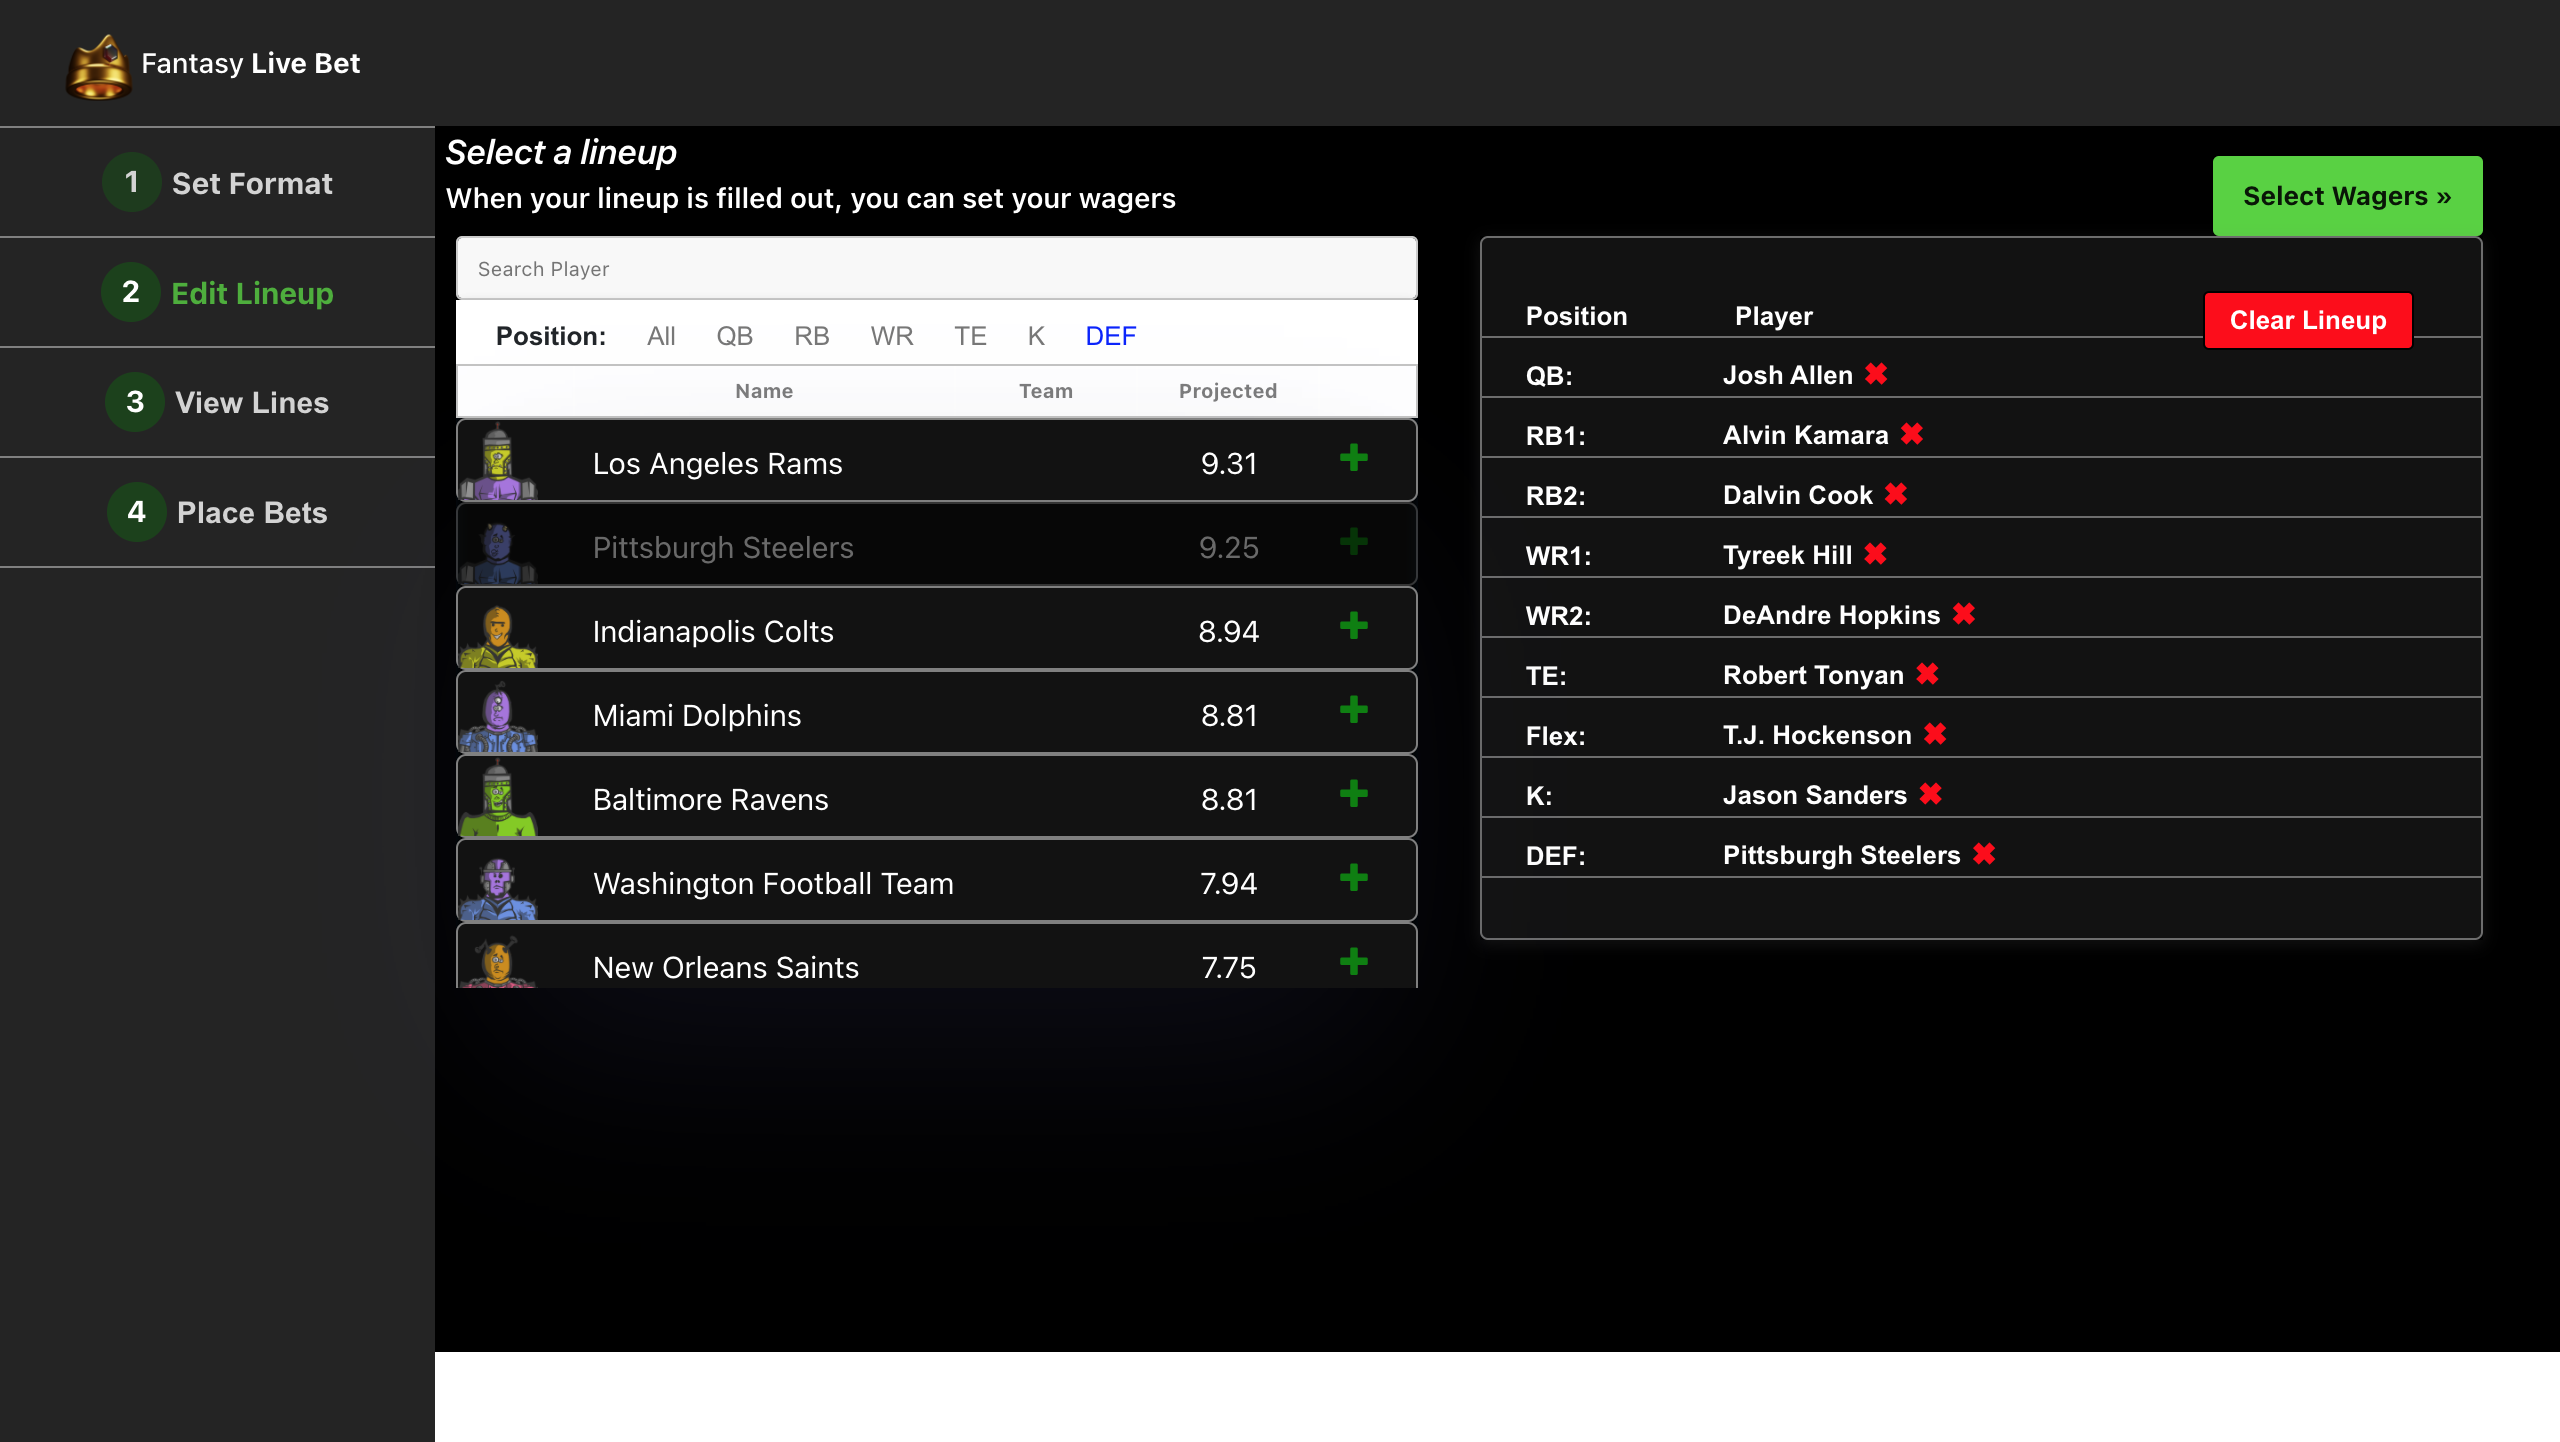 Fantasy Live Bet
1 Set Format
2 Edit Lineup
3 View Lines
4 Place Bets
Select a lineup
When your lineup is filled out, you can set your wagers
Select Wagers »
Search Player
Position: All QB RB WR TE K DEF
Name Team Projected
Los Angeles Rams 9.31
Pittsburgh Steelers 9.25
Indianapolis Colts 8.94
Miami Dolphins 8.81
Baltimore Ravens 8.81
Washington Football Team 7.94
New Orleans Saints 7.75
Position Player Clear Lineup
QB: Josh Allen
RB1: Alvin Kamara
RB2: Dalvin Cook
WR1: Tyreek Hill
WR2: DeAndre Hopkins
TE: Robert Tonyan
Flex: T.J. Hockenson
K: Jason Sanders
DEF: Pittsburgh Steelers